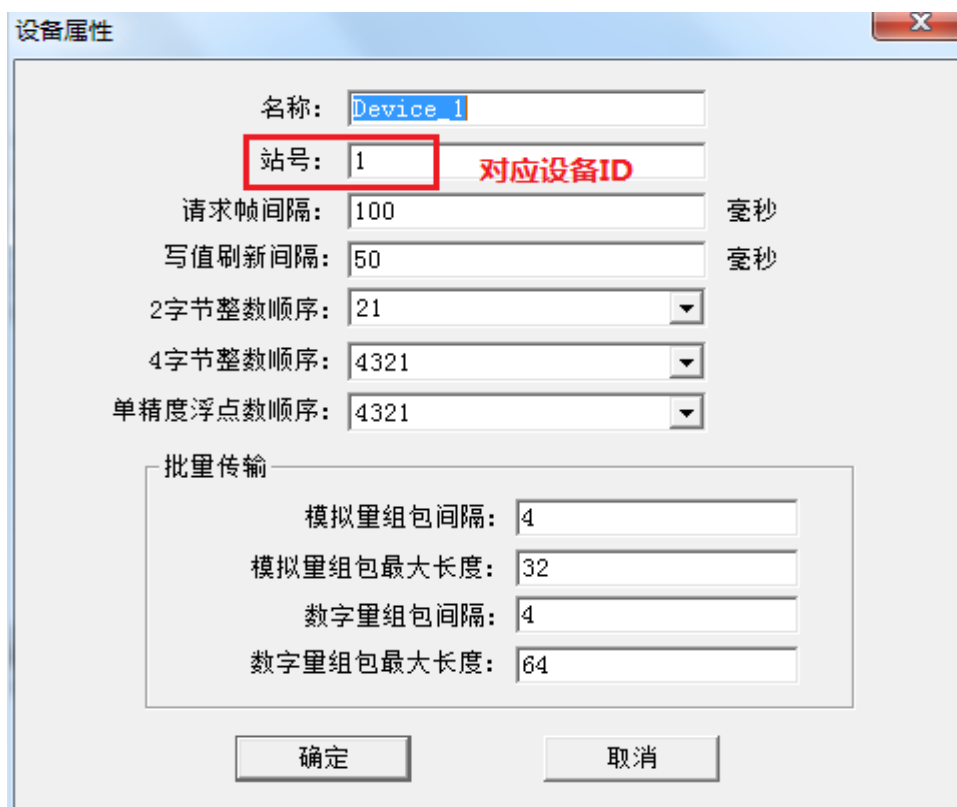 设备属性
名称： Device_1
站号： 1 对应设备ID
请求帧间隔： 100 毫秒
写值刷新间隔： 50 毫秒
2字节整数顺序： 21
4字节整数顺序： 4321
单精度浮点数顺序： 4321
批里传输
模拟里组包间隔： 4
模拟里组包最大长度： 32
数字里组包间隔： 4
数字里组包最大长度： 64
确定 取消